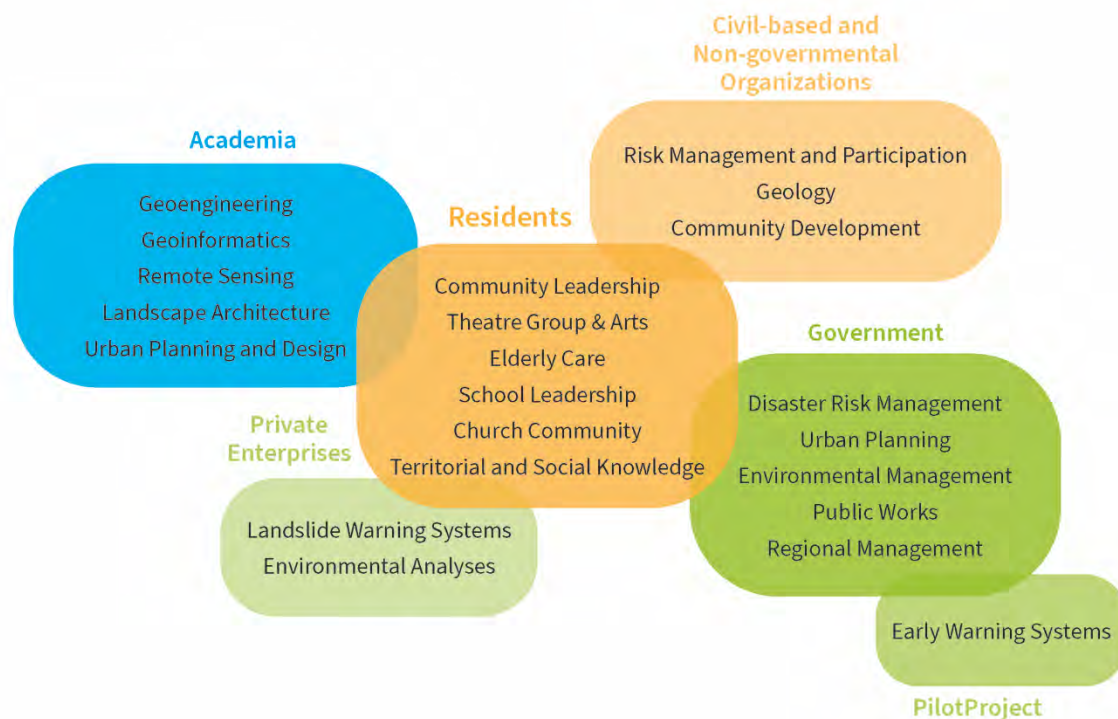 Civil-based and
Non-governmental
Organizations
Risk Management and Participation
Geology
Community Development
Academia
Geoengineering
Geoinformatics
Remote Sensing
Landscape Architecture
Urban Planning and Design
Residents
Community Leadership
Theatre Group & Arts
Elderly Care
School Leadership
Church Community
Territorial and Social Knowledge
Government
Disaster Risk Management
Urban Planning
Environmental Management
Public Works
Regional Management
Private
Enterprises
Landslide Warning Systems
Environmental Analyses
Early Warning Systems
PilotProject